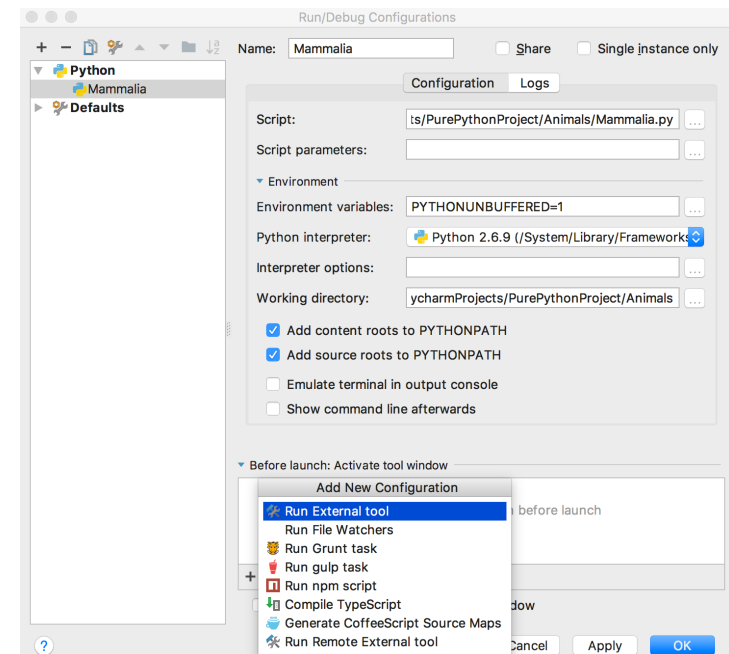 Run/Debug Configurations
Name: Mammalia Share Single instance only
Python
Mammalia
Defaults
Configuration Logs
Script: ts/PurePythonProject/Animals/Mammalia.py ...
Script parameters: ...
Environment
Environment variables: PYTHONUNBUFFERED=1 ...
Python interpreter: Python 2.6.9 (/System/Library/Frameworks
Interpreter options: ...
Working directory: ycharmProjects/PurePythonProject/Animals ...
Add content roots to PYTHONPATH
Add source roots to PYTHONPATH
Emulate terminal in output console
Show command line afterwards
Before launch: Activate tool window
Add New Configuration
Run External tool before launch
Run File Watchers
Run Grunt task
Run gulp task
Run npm script
Compile TypeScript dow
Generate CoffeeScript Source Maps
Run Remote External tool Cancel Apply OK
?